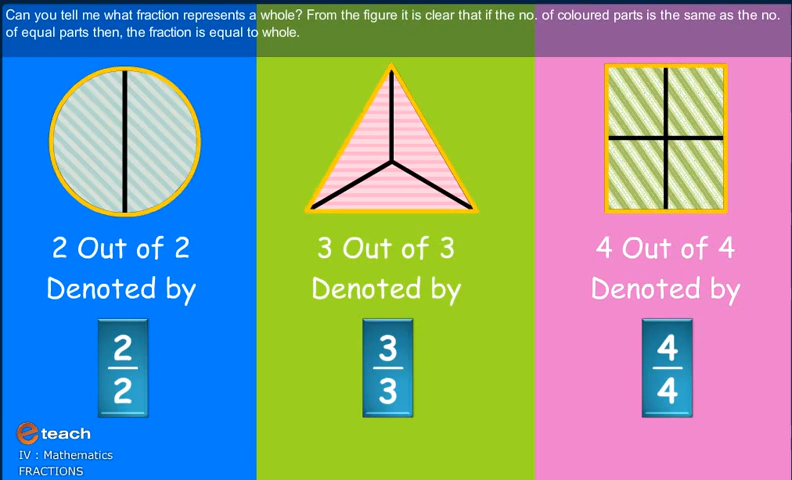 Can you tell me what fraction represents a whole? From the figure it is clear that if the no. of coloured parts is the same as the no.
of equal parts then, the fraction is equal to whole.
2 Out of 2
Denoted by
2
2
3 Out of 3
Denoted by
3
3
4 Out of 4
Denoted by
4
4
e teach
IV : Mathematics
FRACTIONS